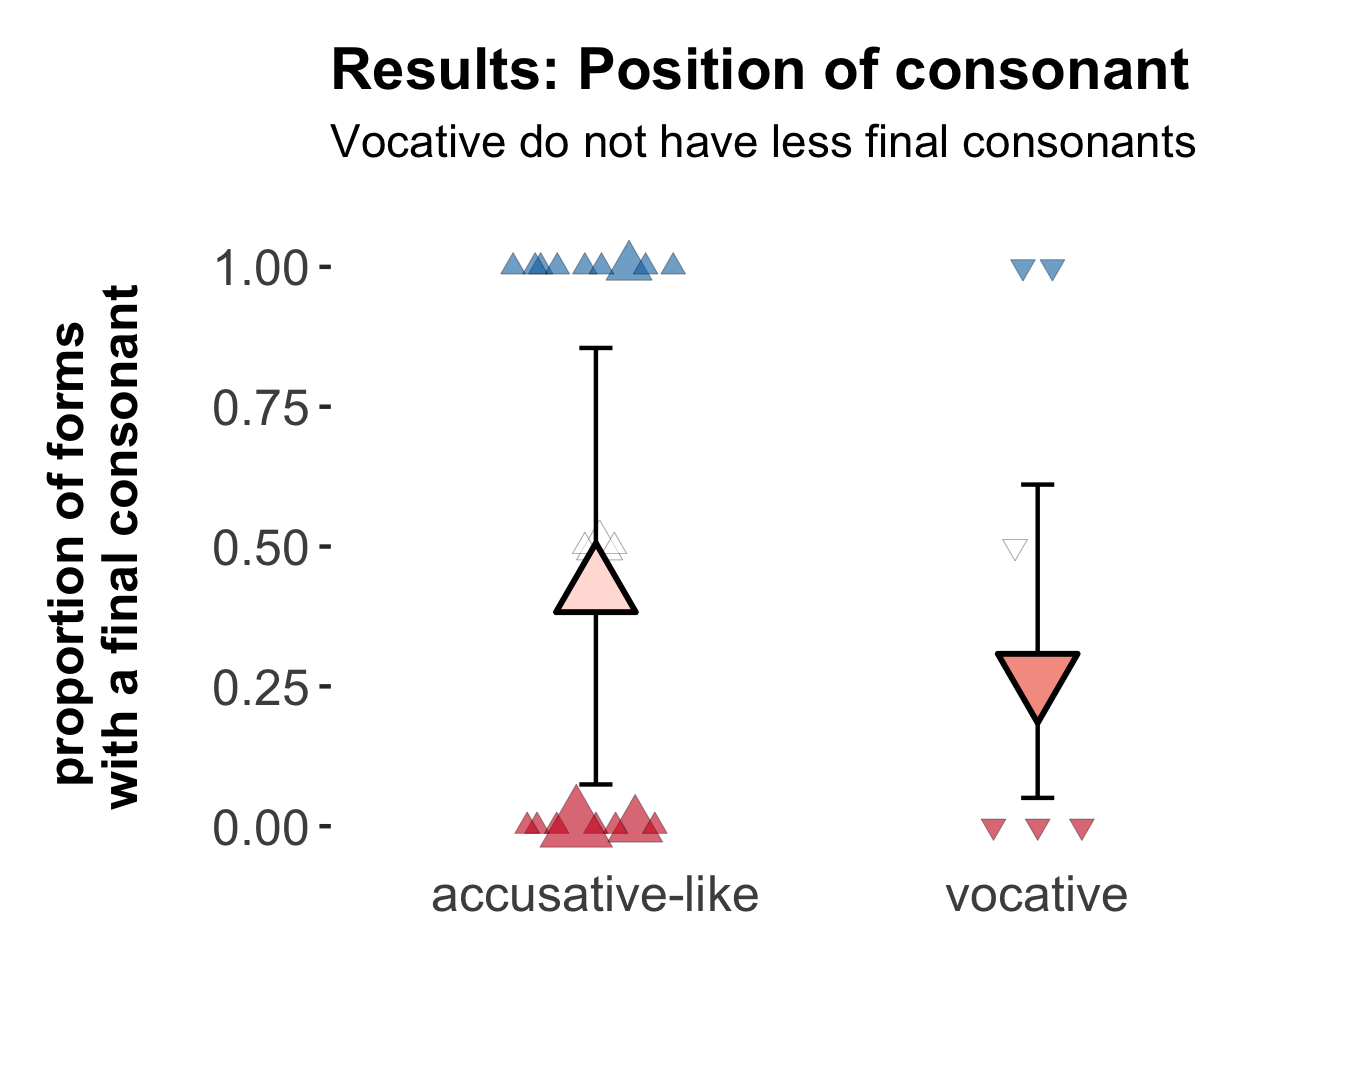 Results: Position of consonant
Vocative do not have less final consonants
proportion of forms
with a final consonant
1.00
0.75
0.50
0.25
0.00
accusative-like
vocative